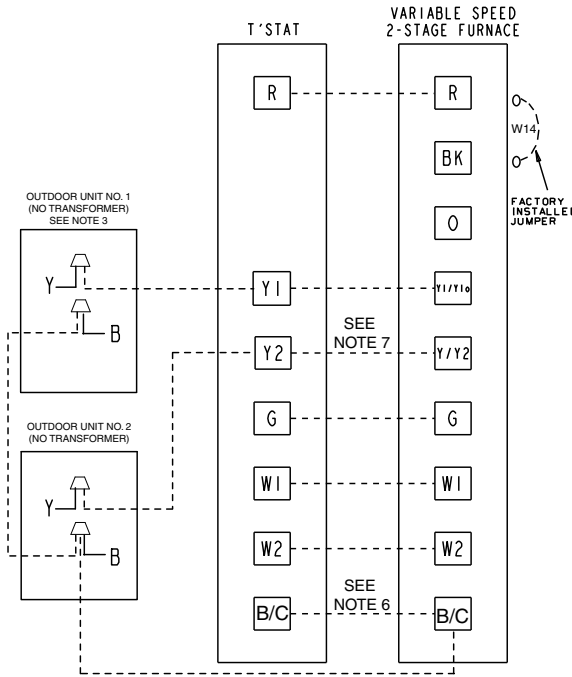 T'STAT
VARIABLE SPEED
2-STAGE FURNACE
R
R
W14
BK
FACTORY
INSTALLED
JUMPER
O
OUTDOOR UNIT NO. 1
(NO TRANSFORMER)
SEE NOTE 3
Y
B
Y1
Y1/Y1o
SEE
NOTE 7
Y2
Y/Y2
G
G
OUTDOOR UNIT NO. 2
(NO TRANSFORMER)
Y
B
W1
W1
W2
W2
SEE
NOTE 6
B/C
B/C